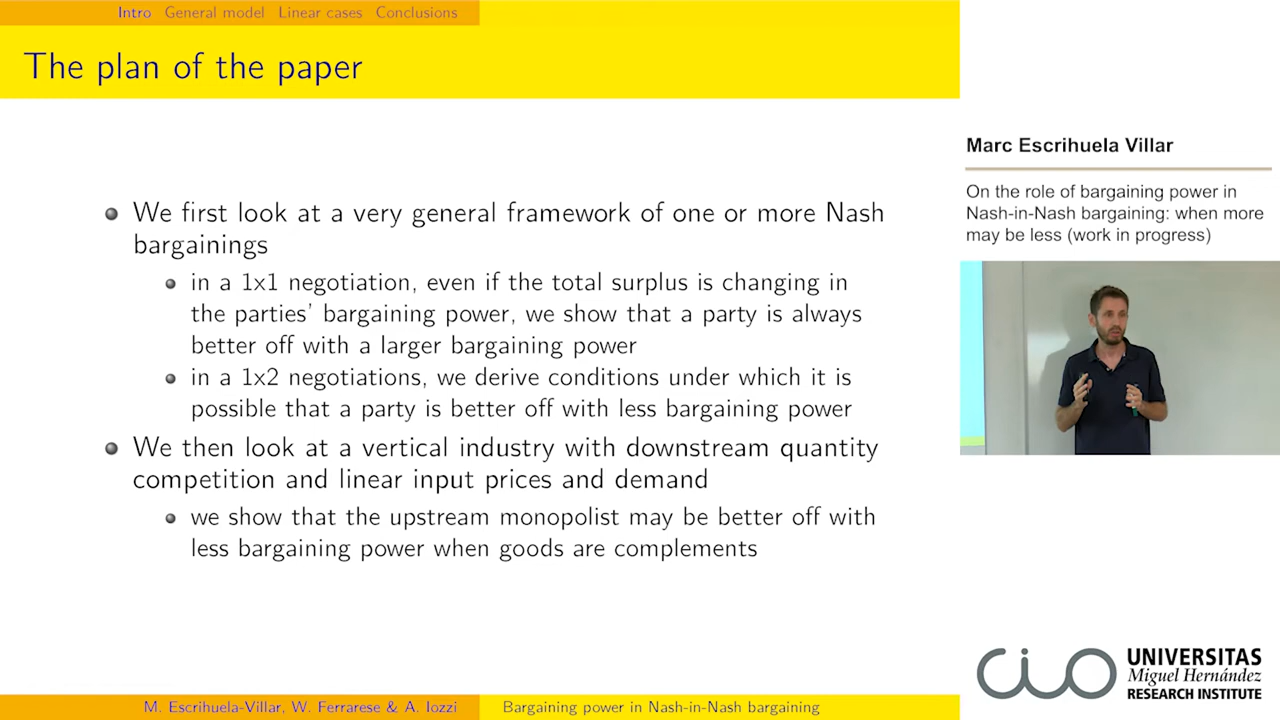 Intro General model Linear cases Conclusions
The plan of the paper
We first look at a very general framework of one or more Nash
bargainings
in a 1x1 negotiation, even if the total surplus is changing in
the parties' bargaining power, we show that a party is always
better off with a larger bargaining power
in a 1x2 negotiations, we derive conditions under which it is
possible that a party is better off with less bargaining power
We then look at a vertical industry with downstream quantity
competition and linear input prices and demand
we show that the upstream monopolist may be better off with
less bargaining power when goods are complements
M. Escrihuela-Villar, W. Ferrarese & A. Iozzi Bargaining power in Nash-in-Nash bargaining
Marc Escrihuela Villar
On the role of bargaining power in
Nash-in-Nash bargaining: when more
may be less (work in progress)
cio
UNIVERSITAS
Miguel Hernández
RESEARCH INSTITUTE